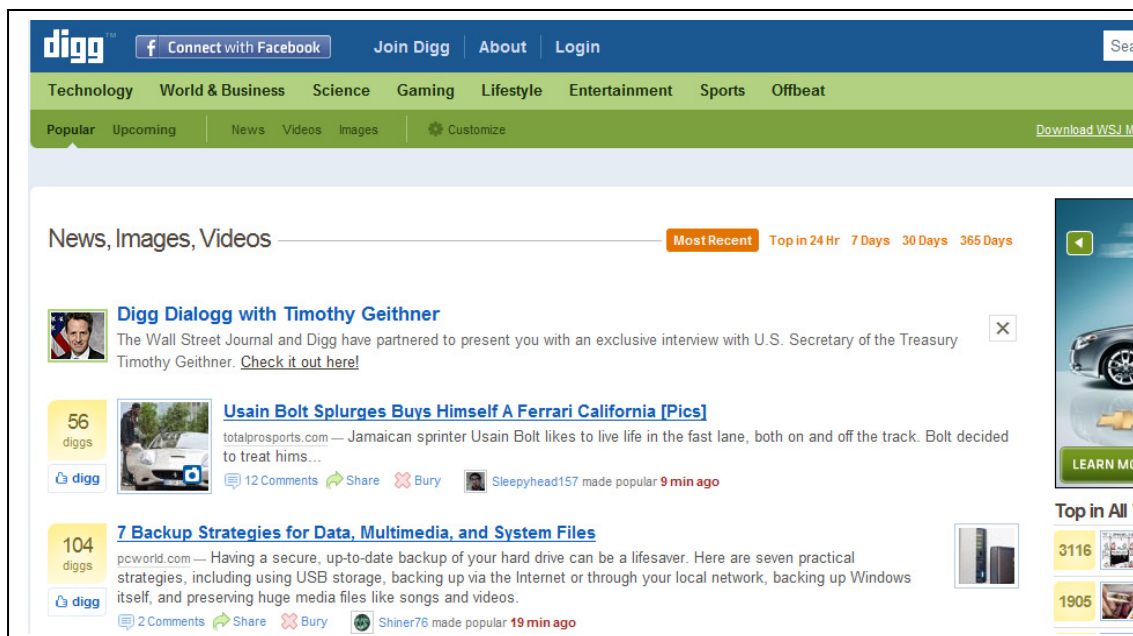 digg™ Connect with Facebook Join Digg About Login Sea
Technology World & Business Science Gaming Lifestyle Entertainment Sports Offbeat
Popular Upcoming News Videos Images Customize Download WSJ M
News, Images, Videos Most Recent Top in 24 Hr 7 Days 30 Days 365 Days
Digg Dialogg with Timothy Geithner
The Wall Street Journal and Digg have partnered to present you with an exclusive interview with U.S. Secretary of the Treasury
Timothy Geithner. Check it out here!
56
diggs
digg
Usain Bolt Splurges Buys Himself A Ferrari California [Pics]
totalprosports.com — Jamaican sprinter Usain Bolt likes to live life in the fast lane, both on and off the track. Bolt decided
to treat hims...
12 Comments Share Bury Sleepyhead157 made popular 9 min ago
LEARN MO
104
diggs
digg
7 Backup Strategies for Data, Multimedia, and System Files
pcworld.com — Having a secure, up-to-date backup of your hard drive can be a lifesaver. Here are seven practical
strategies, including using USB storage, backing up via the Internet or through your local network, backing up Windows
itself, and preserving huge media files like songs and videos.
2 Comments Share Bury Shiner76 made popular 19 min ago
Top in All
3116
1905